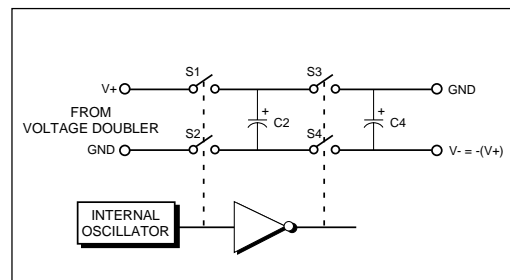 S1
S3
V+
GND
+
C2
+
C4
FROM
VOLTAGE DOUBLER
S2
S4
GND
V- = -(V+)
INTERNAL
OSCILLATOR